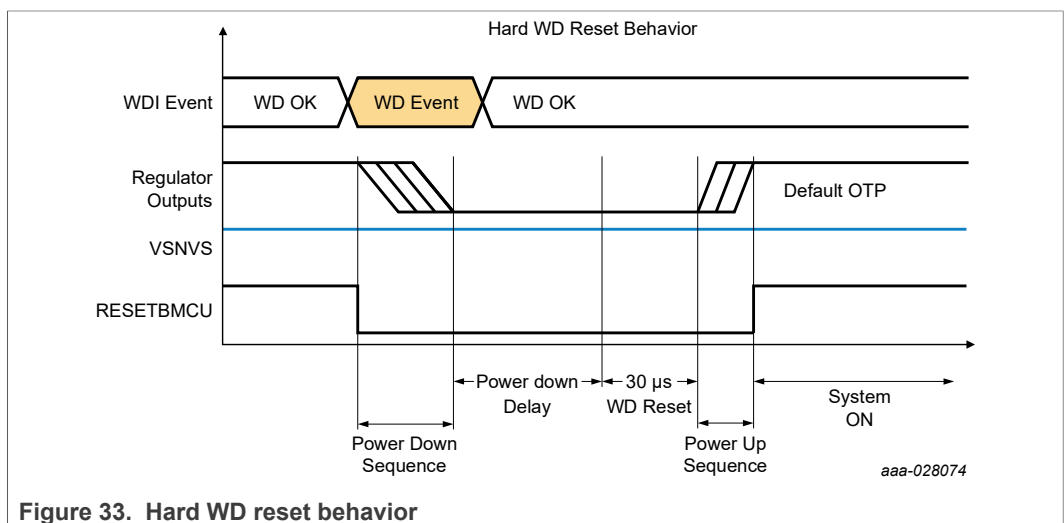 Hard WD Reset Behavior
WDI Event
WD OK
WD Event
WD OK
Regulator
Outputs
Default OTP
VSNVS
RESETBMCU
Power down
Delay
30 µs
WD Reset
System
ON
Power Down
Sequence
Power Up
Sequence
aaa-028074
Figure 33. Hard WD reset behavior